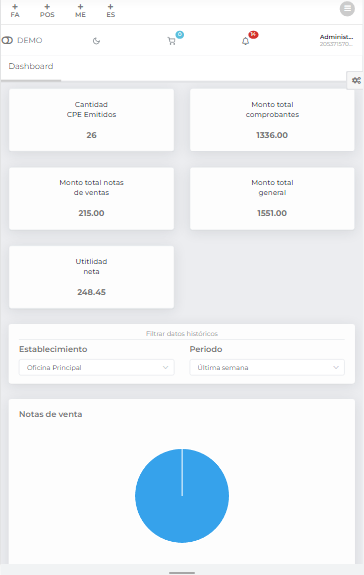 + + + +
FA POS ME ES
DEMO 0 14 Administ...
Dashboard
Cantidad
CPE Emitidos
26
Monto total
comprobantes
1336.00
Monto total notas
de ventas
215.00
Monto total
general
1551.00
Utitlidad
neta
248.45
Filtrar datos históricos
Establecimiento
Oficina Principal
Periodo
Última semana
Notas de venta